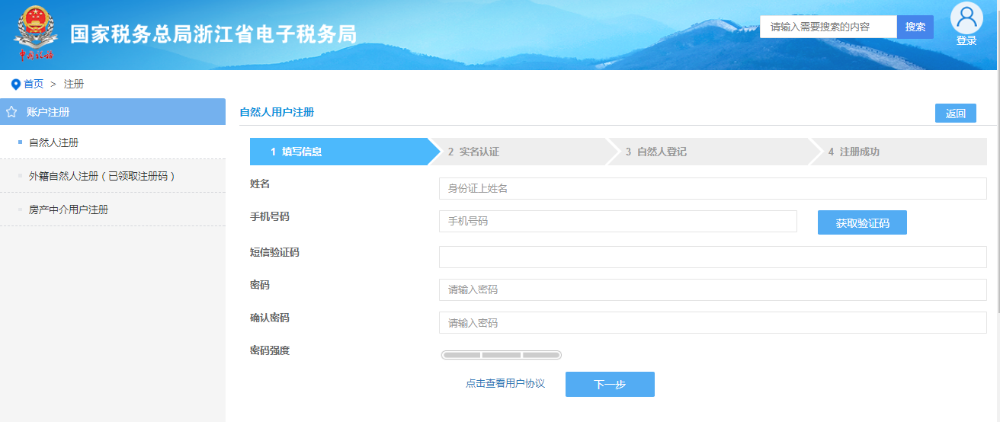 国家税务总局浙江省电子税务局
请输入需要搜索的内容 搜索
登录
中国税务
首页 > 注册
账户注册
自然人注册
外籍自然人注册（已领取注册码）
房产中介用户注册
自然人用户注册 返回
1 填写信息 2 实名认证 3 自然人登记 4 注册成功
姓名 身份证上姓名
手机号码 手机号码 获取验证码
短信验证码
密码 请输入密码
确认密码 请输入密码
密码强度
点击查看用户协议 下一步